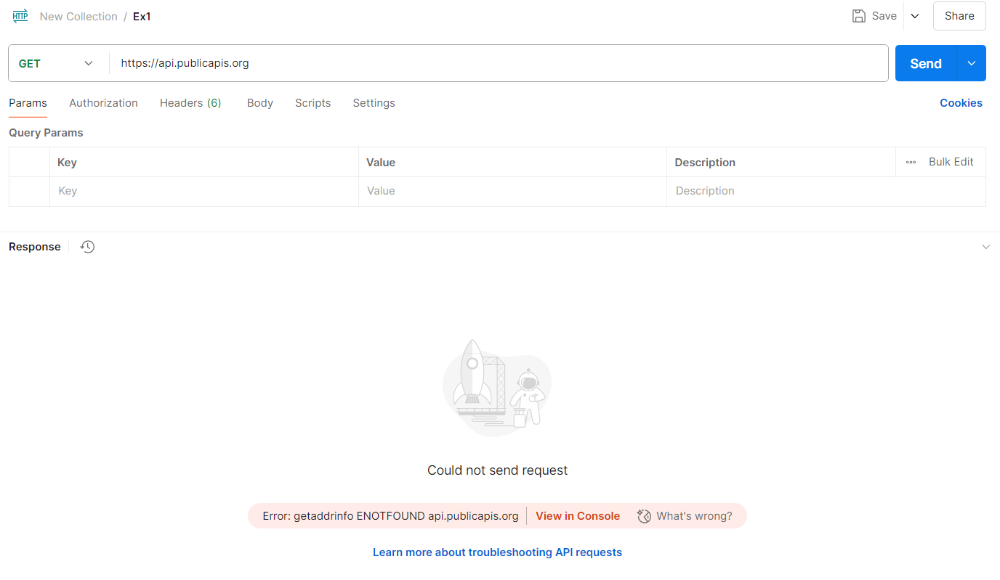 HTTP New Collection / Ex1 Save Share
GET https://api.publicapis.org Send
Params Authorization Headers (6) Body Scripts Settings Cookies
Query Params
Key Value Description Bulk Edit
Key Value Description
Response
Could not send request
Error: getaddrinfo ENOTFOUND api.publicapis.org View in Console What's wrong?
Learn more about troubleshooting API requests